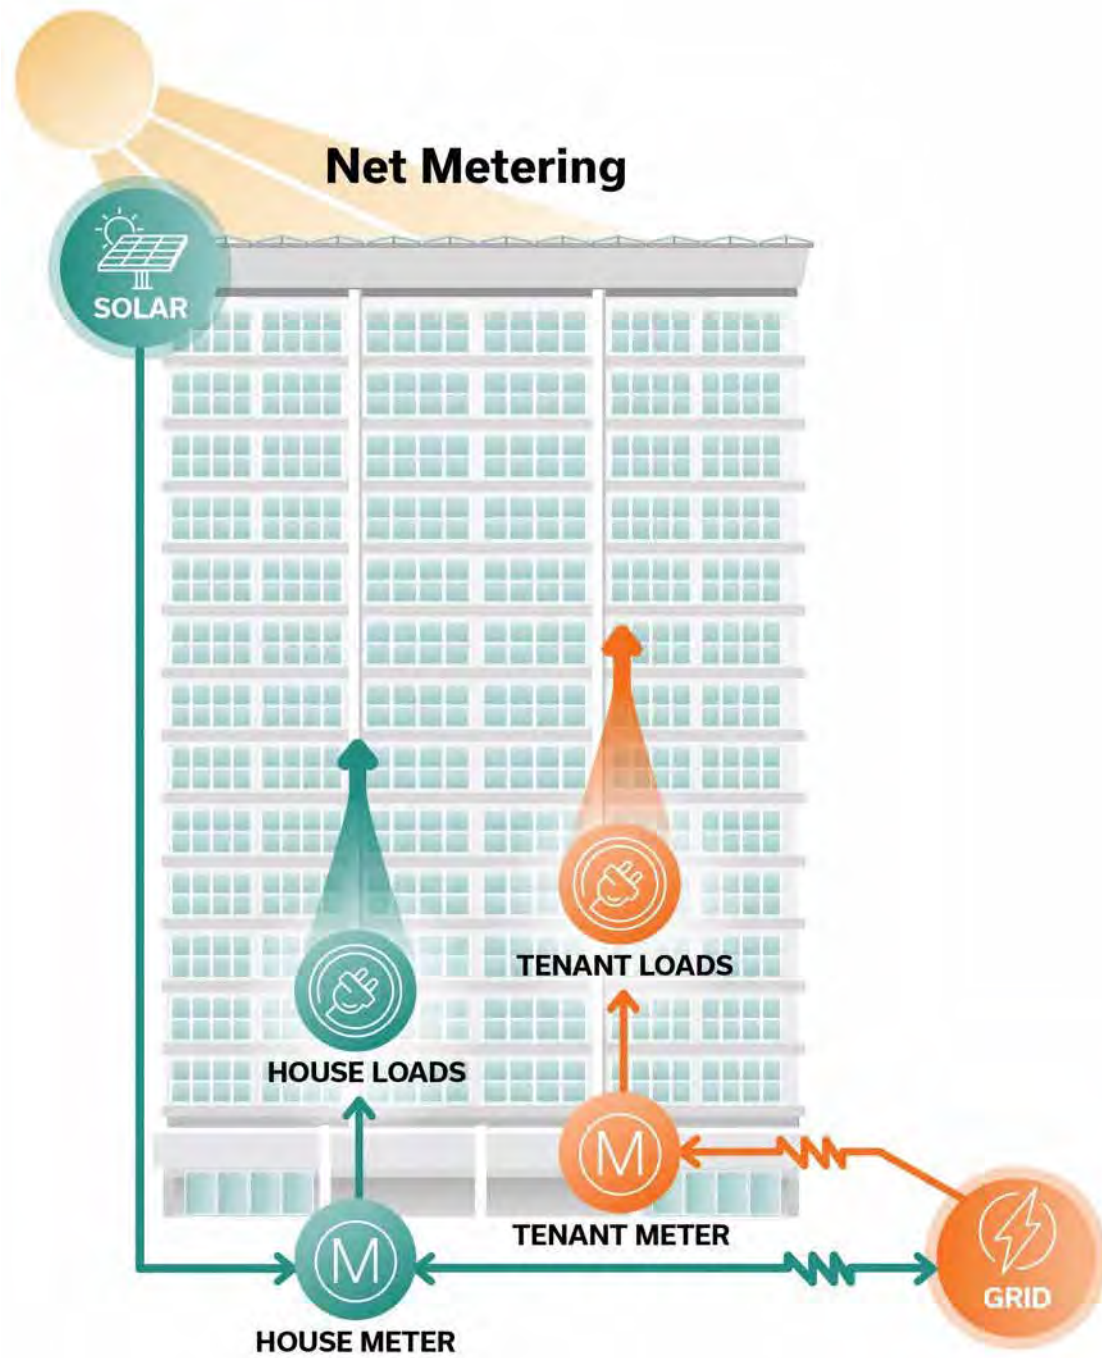 Net Metering
SOLAR
TENANT LOADS
HOUSE LOADS
M
TENANT METER
M
GRID
HOUSE METER